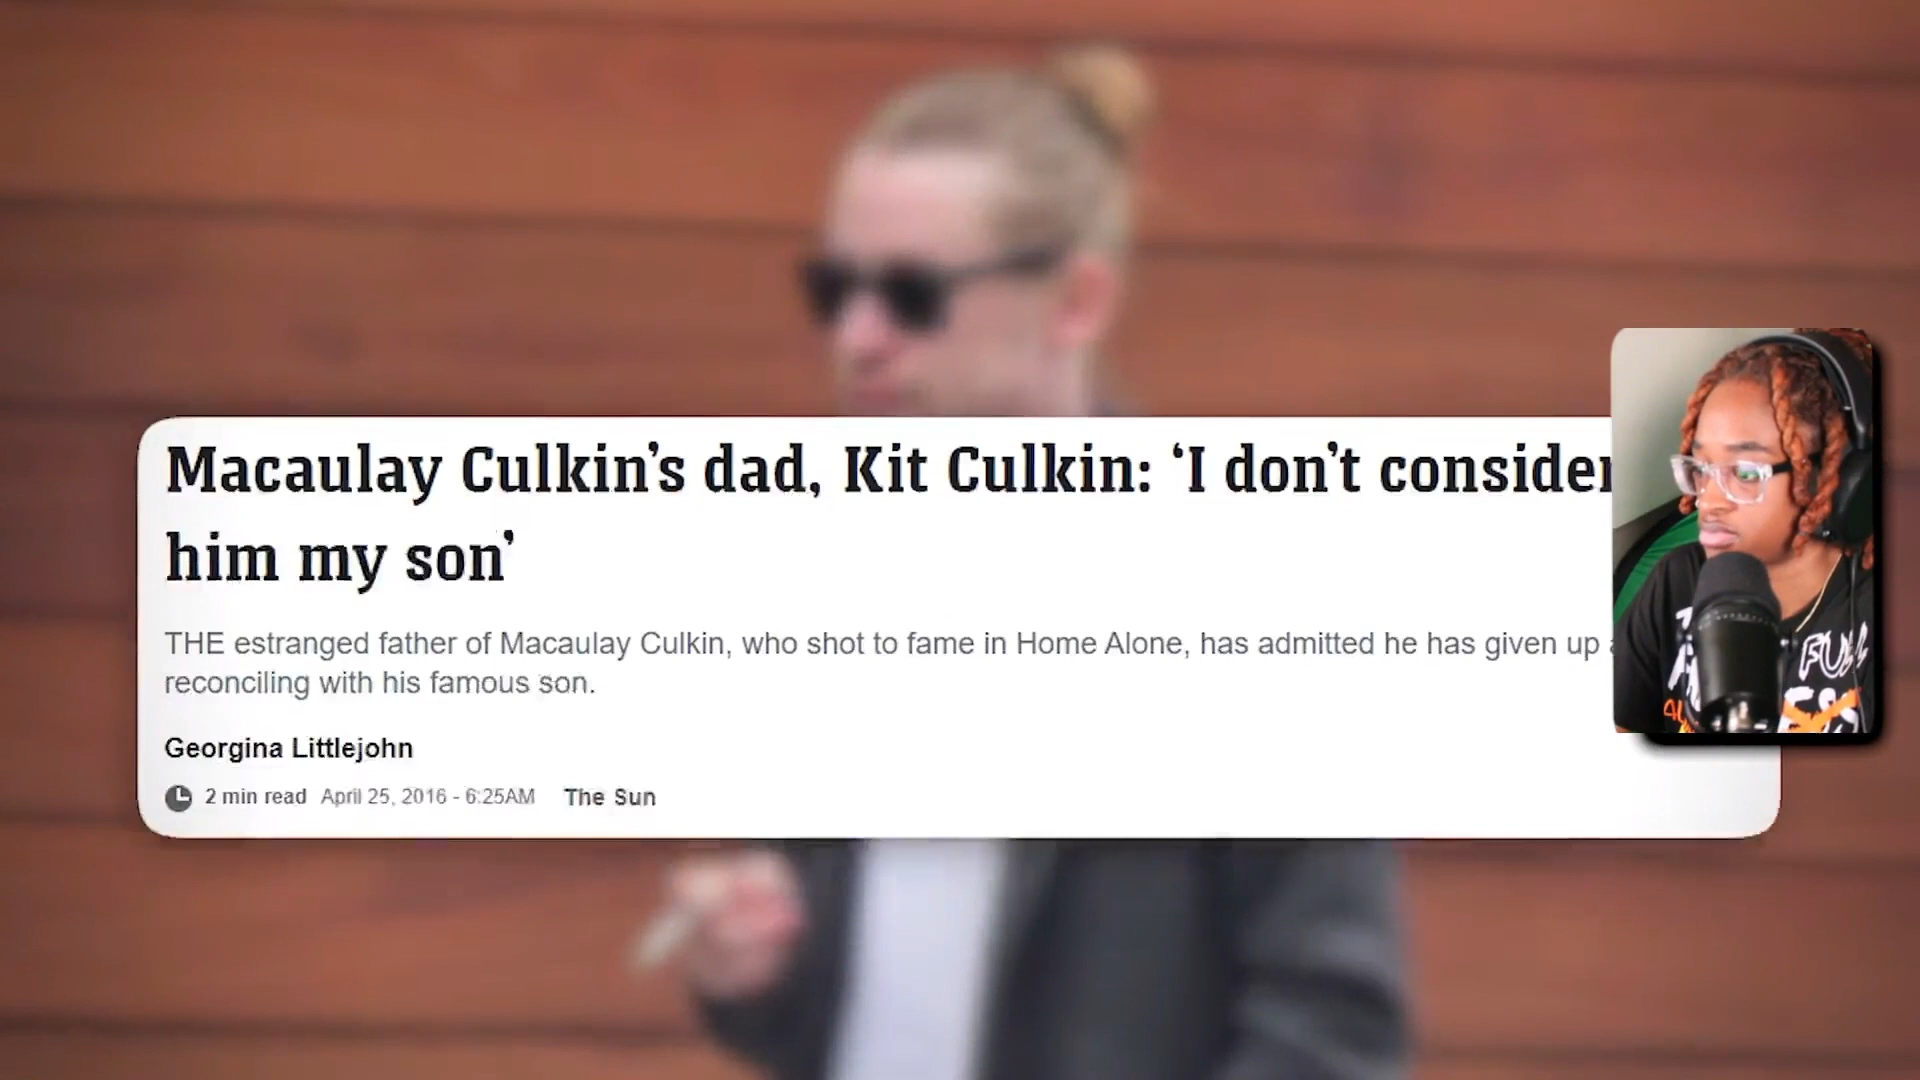 Macaulay Culkin’s dad, Kit Culkin: ‘I don’t consider
him my son’
THE estranged father of Macaulay Culkin, who shot to fame in Home Alone, has admitted he has given up
reconciling with his famous son.
Georgina Littlejohn
2 min read April 25, 2016 - 6:25AM The Sun